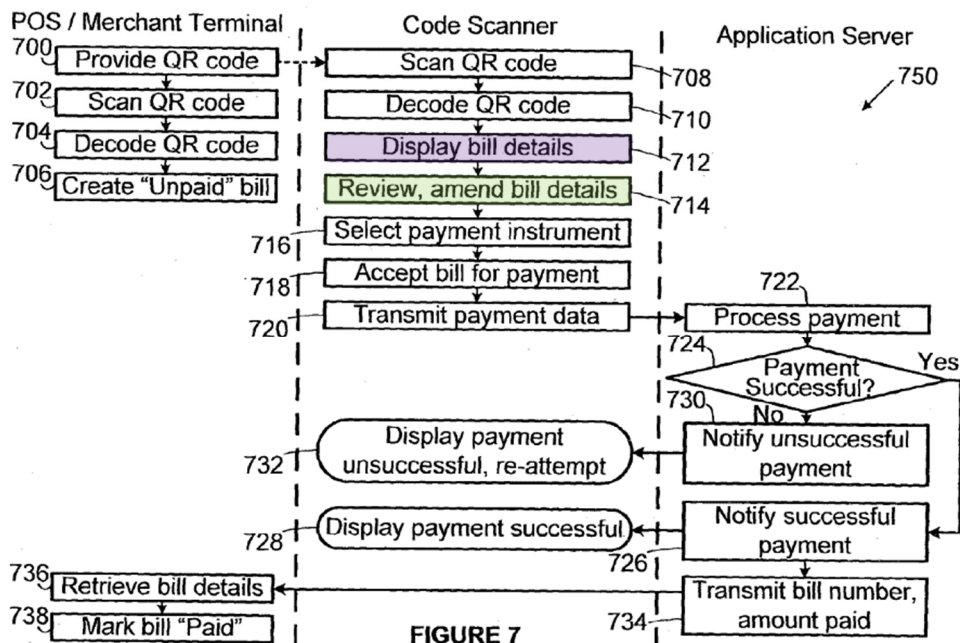 POS / Merchant Terminal
Code Scanner
Application Server
700
Provide QR code
Scan QR code
708
750
702
Scan QR code
Decode QR code
710
704
Decode QR code
Display bill details
712
706
Create “Unpaid” bill
Review, amend bill details
714
716
Select payment instrument
718
Accept bill for payment
722
720
Transmit payment data
Process payment
724
Payment
Successful?
Yes
730
No
732
Display payment
unsuccessful, re-attempt
Notify unsuccessful
payment
728
Display payment successful
726
Notify successful
payment
736
Retrieve bill details
734
Transmit bill number,
amount paid
738
Mark bill “Paid”
FIGURE 7